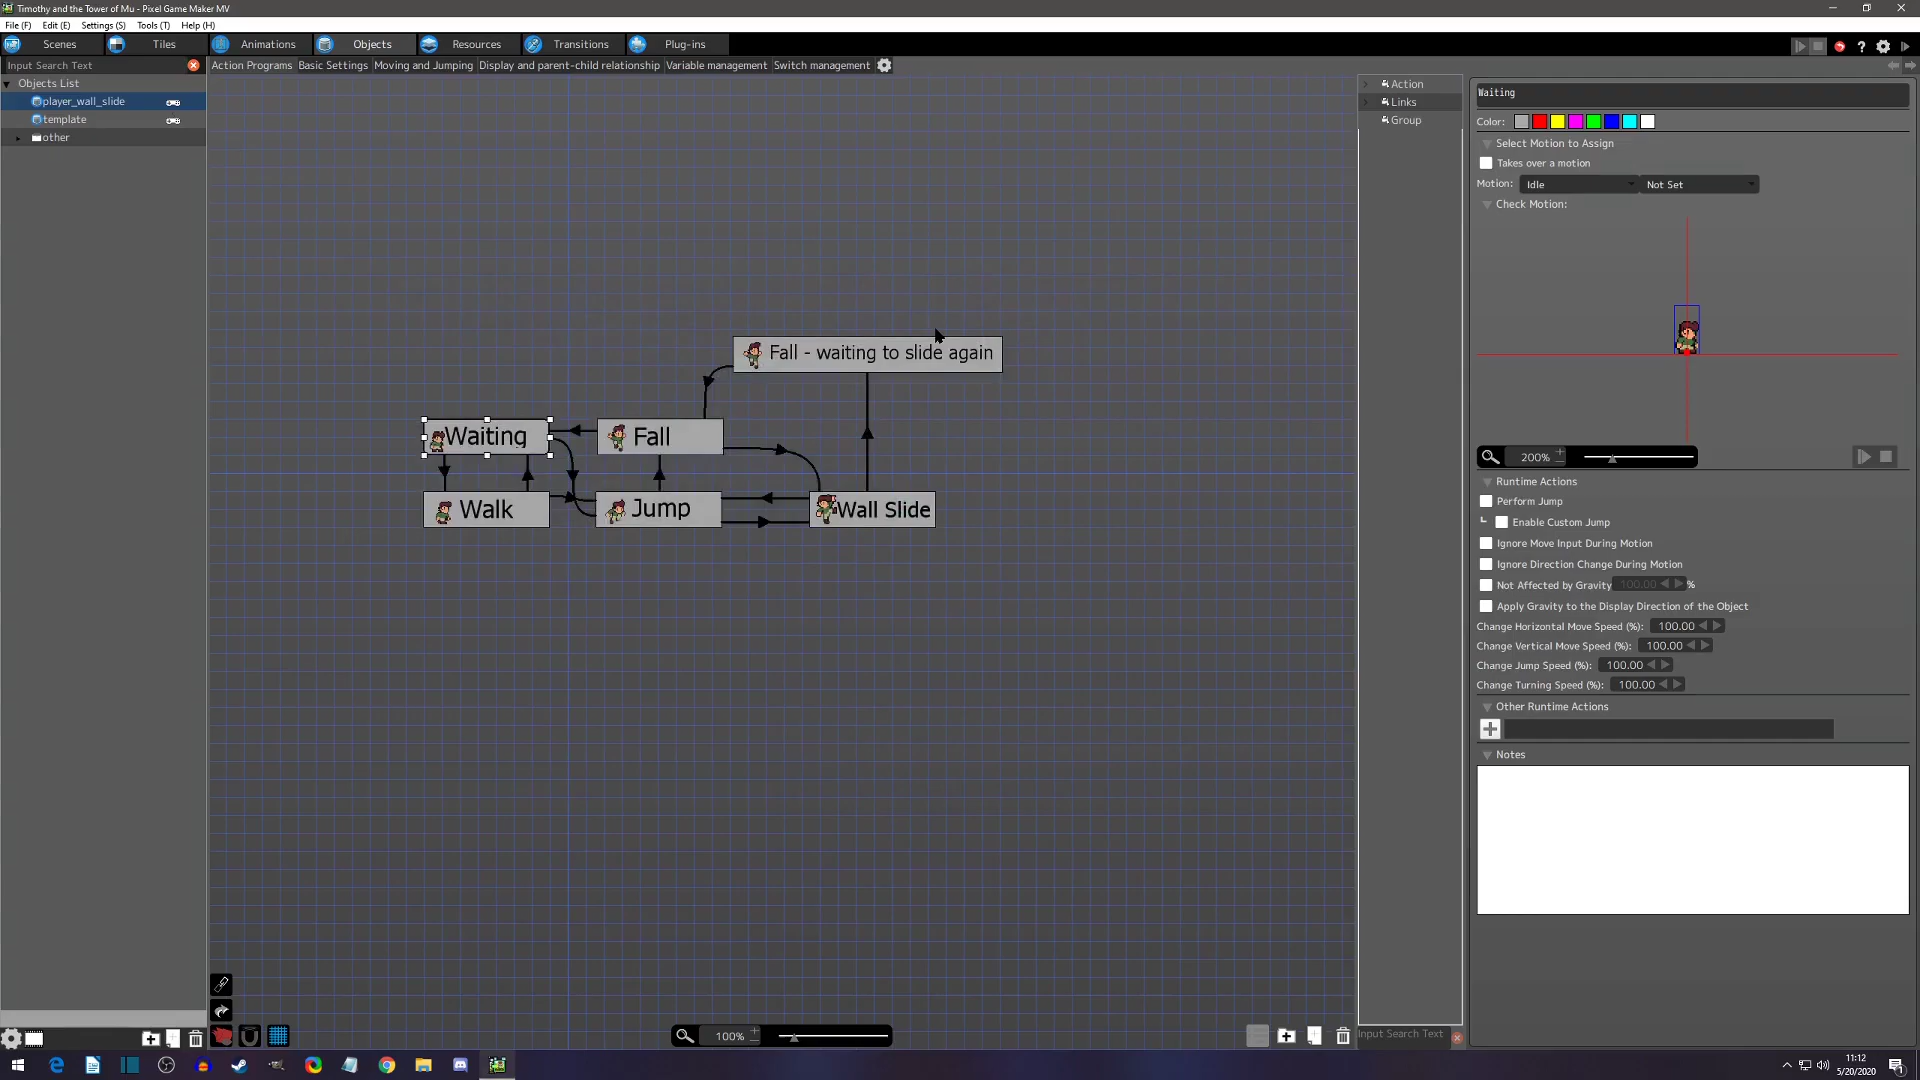 Timothy and the Tower of Mu - Pixel Game Maker MV
File (F) Edit (E) Settings (S) Tools (T) Help (H)
Scenes Tiles Animations Objects Resources Transitions Plug-ins
Input Search Text
Action Programs Basic Settings Moving and Jumping Display and parent-child relationship Variable management Switch management
Objects List
player_wall_slide
template
other
Fall - waiting to slide again
Waiting
Fall
Walk
Jump
Wall Slide
100%
Action
Links
Group
Input Search Text
Waiting
Color:
Select Motion to Assign
Takes over a motion
Motion: Idle Not Set
Check Motion:
200%
Runtime Actions
Perform Jump
Enable Custom Jump
Ignore Move Input During Motion
Ignore Direction Change During Motion
Not Affected by Gravity 100.00 %
Apply Gravity to the Display Direction of the Object
Change Horizontal Move Speed (%): 100.00
Change Vertical Move Speed (%): 100.00
Change Jump Speed (%): 100.00
Change Turning Speed (%): 100.00
Other Runtime Actions
Notes
11:12
5/20/2020